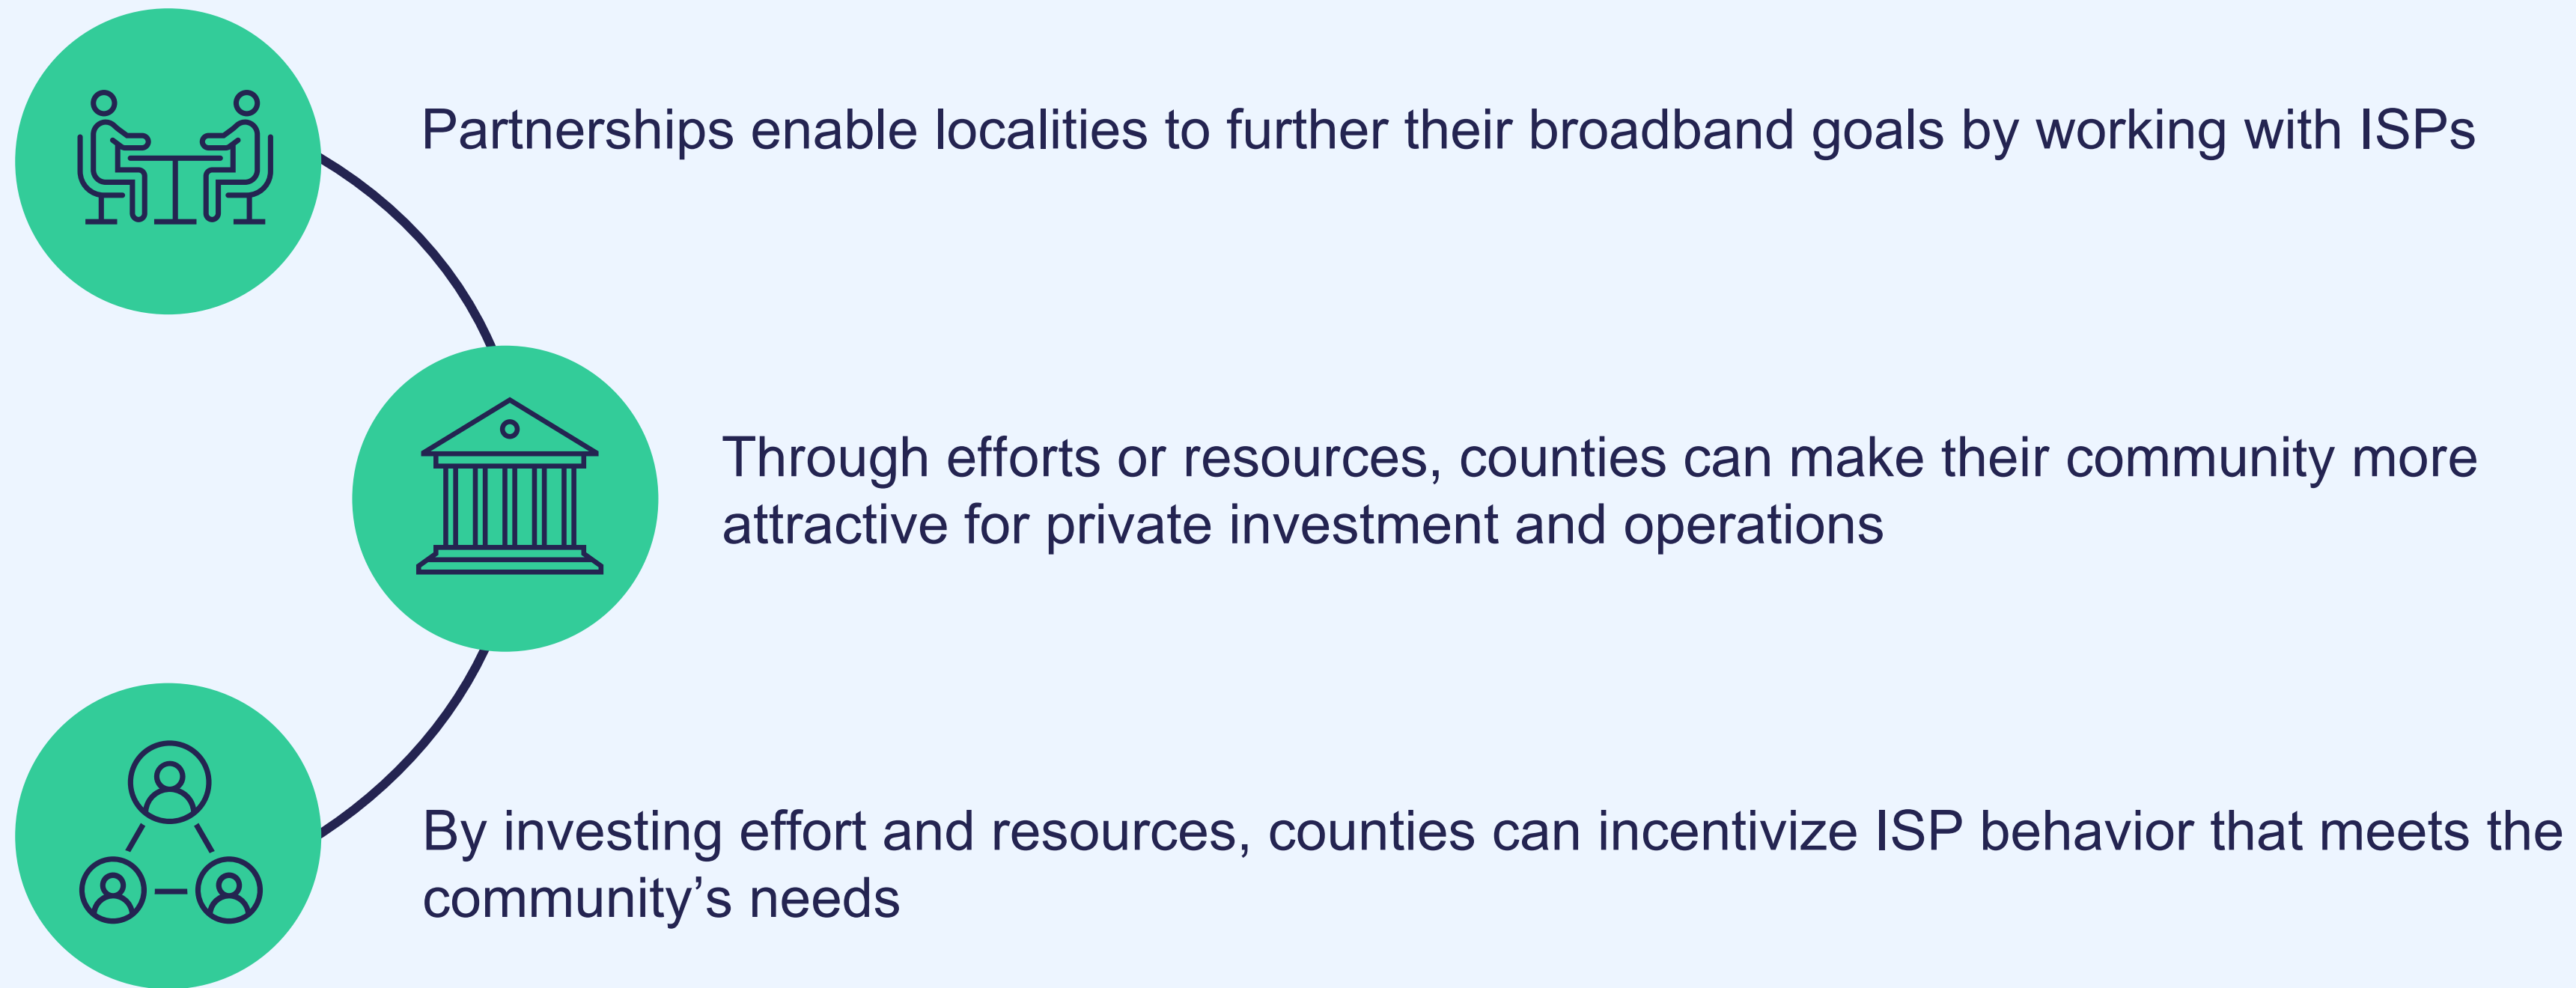 Partnerships enable localities to further their broadband goals by working with ISPs
Through efforts or resources, counties can make their community more
attractive for private investment and operations
By investing effort and resources, counties can incentivize ISP behavior that meets the
community’s needs